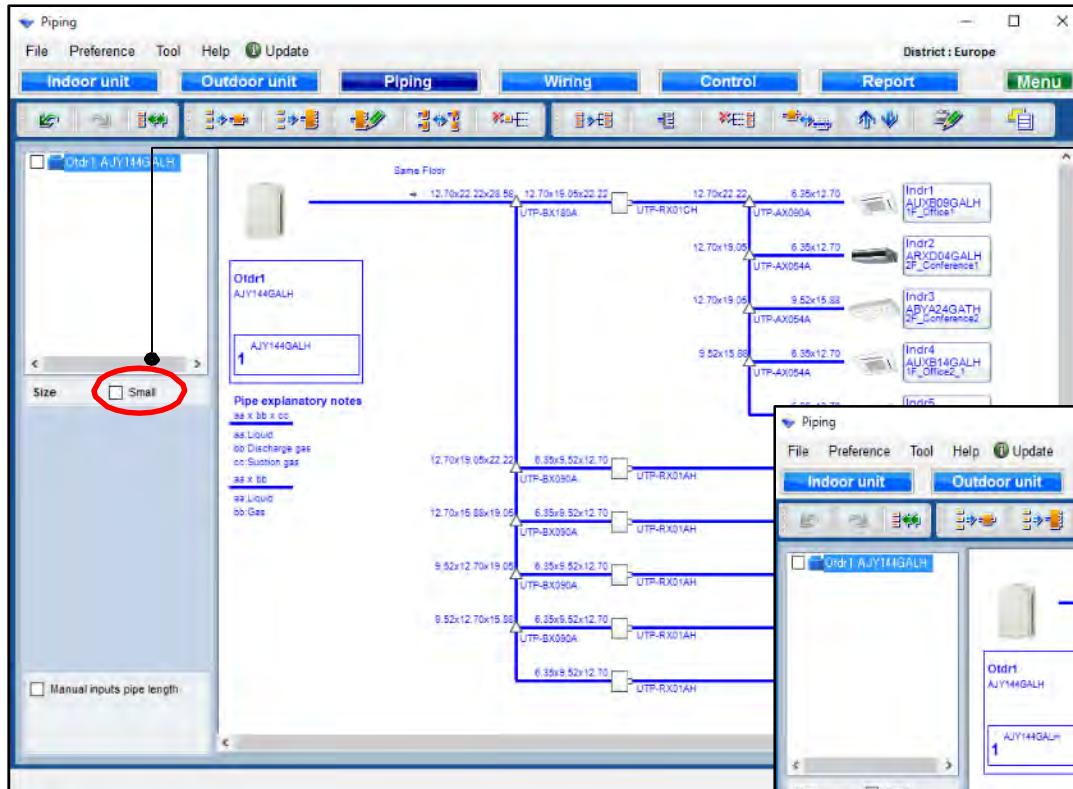 Piping
File Preference Tool Help Update
District : Europe
Indoor unit Outdoor unit Piping Wiring Control Report Menu
Otdr1 AJY144GALH
Size Small
Manual inputs pipe length
Same Floor
12.70x22.22x28.58 12.70x19.05x22.22 12.70x22.22 6.35x12.70
UTP-BX180A UTP-RX01CH UTP-AX090A
Indr1
AUXB09GALH
1F_Office1
12.70x19.05 6.35x12.70
UTP-AX054A
Indr2
ARXD04GALH
2F_Conference1
12.70x19.05 9.52x15.88
UTP-AX054A
Indr3
ABYA24GATH
2F_Conference2
9.52x15.88 6.35x12.70
UTP-AX054A
Indr4
AUXB14GALH
1F_Office2_1
Indr5
Otdr1
AJY144GALH
AJY144GALH
1
Pipe explanatory notes
aa x bb x cc
aa:Liquid
bb:Discharge gas
cc:Suction gas
aa x bb
aa:Liquid
bb:Gas
12.70x19.05x22.22 6.35x9.52x12.70
UTP-BX090A UTP-RX01AH
12.70x15.88x19.05 6.35x9.52x12.70
UTP-BX090A UTP-RX01AH
9.52x12.70x19.05 6.35x9.52x12.70
UTP-BX090A UTP-RX01AH
9.52x12.70x15.88 6.35x9.52x12.70
UTP-BX090A UTP-RX01AH
6.35x9.52x12.70
UTP-RX01AH
Piping
File Preference Tool Help Update
Indoor unit Outdoor unit
Otdr1 AJY144GALH
Otdr1
AJY144GALH
AJY144GALH
1